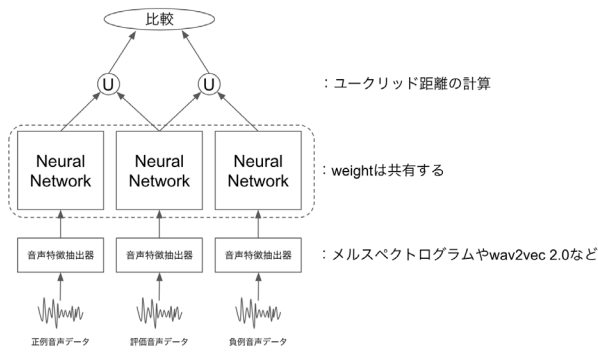 比較
U
U
：ユークリッド距離の計算
Neural
Network
Neural
Network
Neural
Network
：weightは共有する
音声特徴抽出器
音声特徴抽出器
音声特徴抽出器
：メルスペクトログラムやwav2vec 2.0など
正例音声データ
評価音声データ
負例音声データ